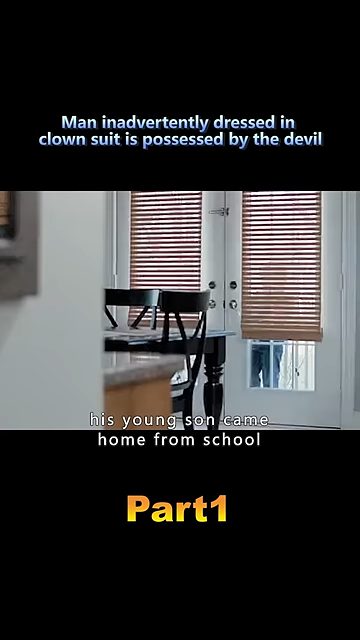 Man inadvertently dressed in
clown suit is possessed by the devil
his young son came
home from school
Part1